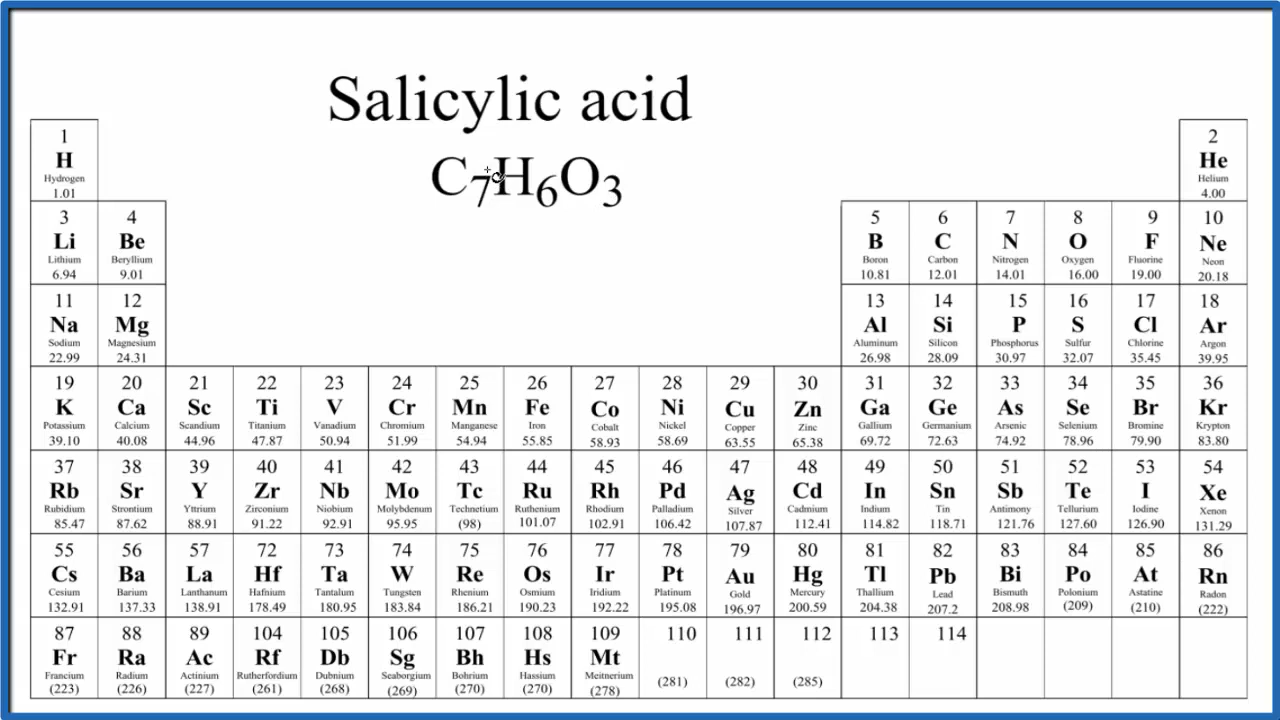 Salicylic acid
C₇H₆O₃
1 2
H He
Hydrogen Helium
1.01 4.00
3 4 5 6 7 8 9 10
Li Be B C N O F Ne
Lithium Beryllium Boron Carbon Nitrogen Oxygen Fluorine Neon
6.94 9.01 10.81 12.01 14.01 16.00 19.00 20.18
11 12 13 14 15 16 17 18
Na Mg Al Si P S Cl Ar
Sodium Magnesium Aluminum Silicon Phosphorus Sulfur Chlorine Argon
22.99 24.31 26.98 28.09 30.97 32.07 35.45 39.95
19 20 21 22 23 24 25 26 27 28 29 30 31 32 33 34 35 36
K Ca Sc Ti V Cr Mn Fe Co Ni Cu Zn Ga Ge As Se Br Kr
Potassium Calcium Scandium Titanium Vanadium Chromium Manganese Iron Cobalt Nickel Copper Zinc Gallium Germanium Arsenic Selenium Bromine Krypton
39.10 40.08 44.96 47.87 50.94 51.99 54.94 55.85 58.93 58.69 63.55 65.38 69.72 72.63 74.92 78.96 79.90 83.80
37 38 39 40 41 42 43 44 45 46 47 48 49 50 51 52 53 54
Rb Sr Y Zr Nb Mo Tc Ru Rh Pd Ag Cd In Sn Sb Te I Xe
Rubidium Strontium Yttrium Zirconium Niobium Molybdenum Technetium Ruthenium Rhodium Palladium Silver Cadmium Indium Tin Antimony Tellurium Iodine Xenon
85.47 87.62 88.91 91.22 92.91 95.95 (98) 101.07 102.91 106.42 107.87 112.41 114.82 118.71 121.76 127.60 126.90 131.29
55 56 57 72 73 74 75 76 77 78 79 80 81 82 83 84 85 86
Cs Ba La Hf Ta W Re Os Ir Pt Au Hg Tl Pb Bi Po At Rn
Cesium Barium Lanthanum Hafnium Tantalum Tungsten Rhenium Osmium Iridium Platinum Gold Mercury Thallium Lead Bismuth Polonium Astatine Radon
132.91 137.33 138.91 178.49 180.95 183.84 186.21 190.23 192.22 195.08 196.97 200.59 204.38 207.2 208.98 (209) (210) (222)
87 88 89 104 105 106 107 108 109 110 111 112 113 114
Fr Ra Ac Rf Db Sg Bh Hs Mt
Francium Radium Actinium Rutherfordium Dubnium Seaborgium Bohrium Hassium Meitnerium
(223) (226) (227) (261) (268) (269) (270) (270) (278) (281) (282) (285)